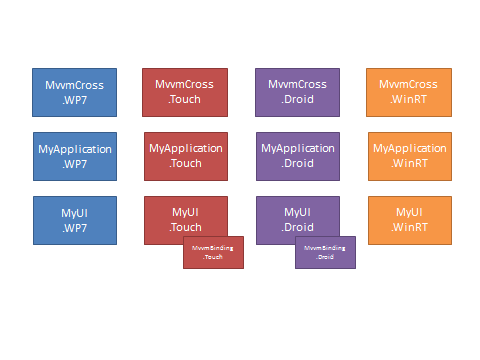 MvvmCross
.WP7
MvvmCross
.Touch
MvvmCross
.Droid
MvvmCross
.WinRT
MyApplication
.WP7
MyApplication
.Touch
MyApplication
.Droid
MyApplication
.WinRT
MyUI
.WP7
MyUI
.Touch
MyUI
.Droid
MyUI
.WinRT
MvvmBinding
.Touch
MvvmBinding
.Droid